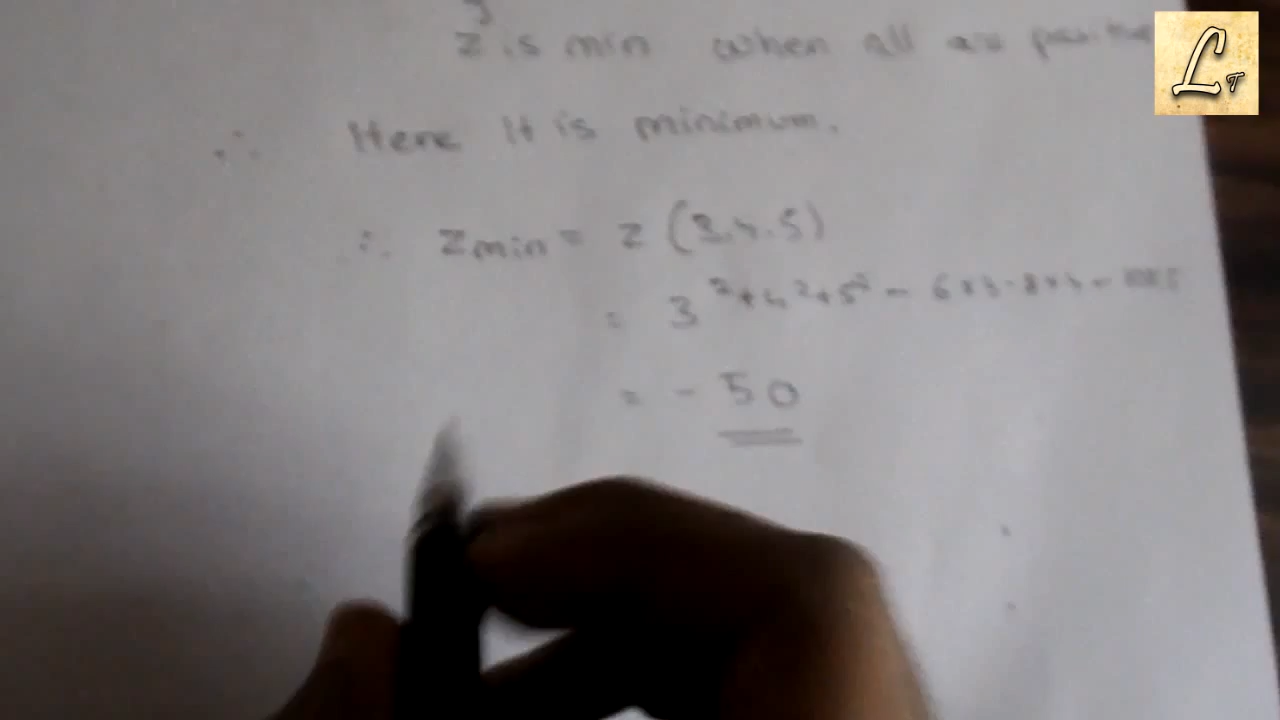 z is min when all are positive
∴ Here it is minimum.
∴ Zmin = z (3,4,5)
= 3²+4²+5² - 6×3-8×4-10×5
= - 50
L T